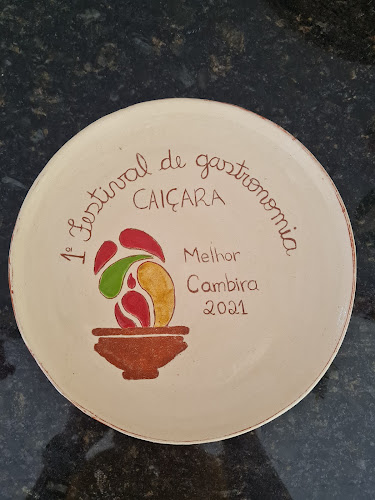 1º Festival de gastronomia
CAIÇARA
Melhor
Cambira
2021